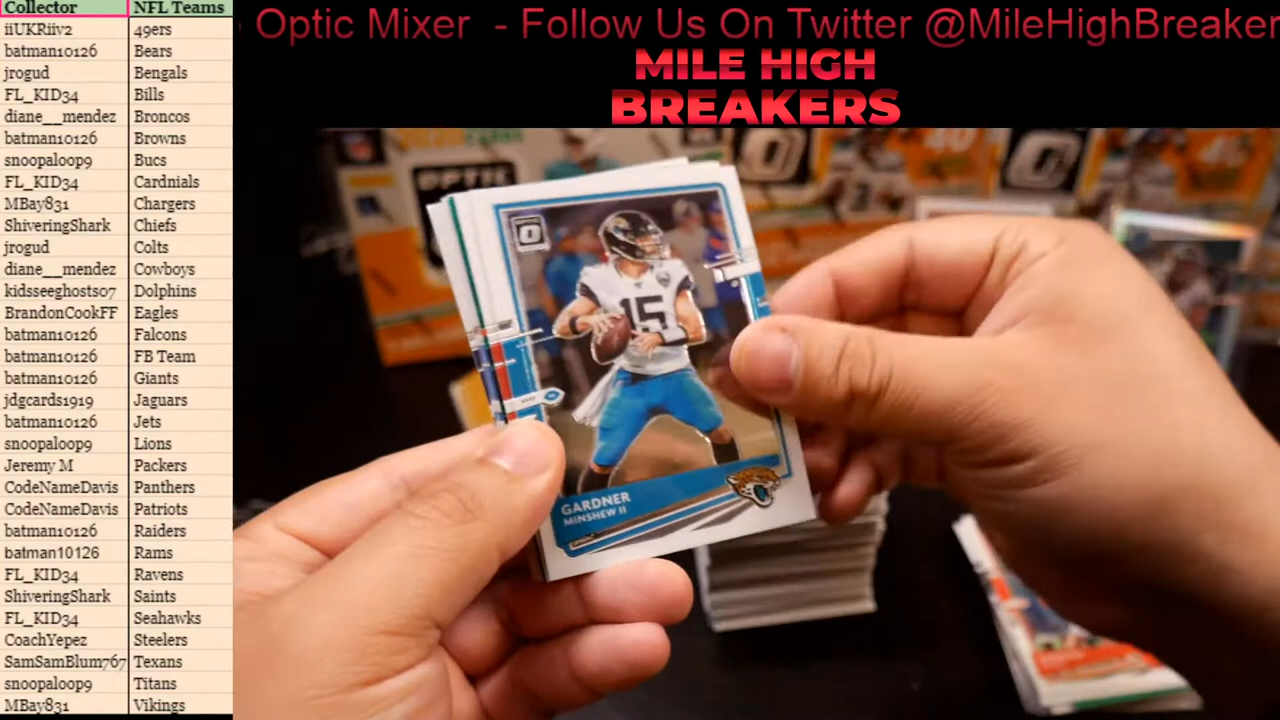 Collector NFL Teams
iiUKRiiv2 49ers
batman10126 Bears
jrogud Bengals
FL_KID34 Bills
diane__mendez Broncos
batman10126 Browns
snoopaloop9 Bucs
FL_KID34 Cardnials
MBay831 Chargers
ShiveringShark Chiefs
jrogud Colts
diane__mendez Cowboys
kidsseeghosts07 Dolphins
BrandonCookFF Eagles
batman10126 Falcons
batman10126 FB Team
batman10126 Giants
jdgcards1919 Jaguars
batman10126 Jets
snoopaloop9 Lions
Jeremy M Packers
CodeNameDavis Panthers
CodeNameDavis Patriots
batman10126 Raiders
batman10126 Rams
FL_KID34 Ravens
ShiveringShark Saints
FL_KID34 Seahawks
CoachYepez Steelers
SamSamBlum767 Texans
snoopaloop9 Titans
MBay831 Vikings
Optic Mixer - Follow Us On Twitter @MileHighBreaker
MILE HIGH
BREAKERS
OPTIC
OPTIC
15
GARDNER
MINSHEW II